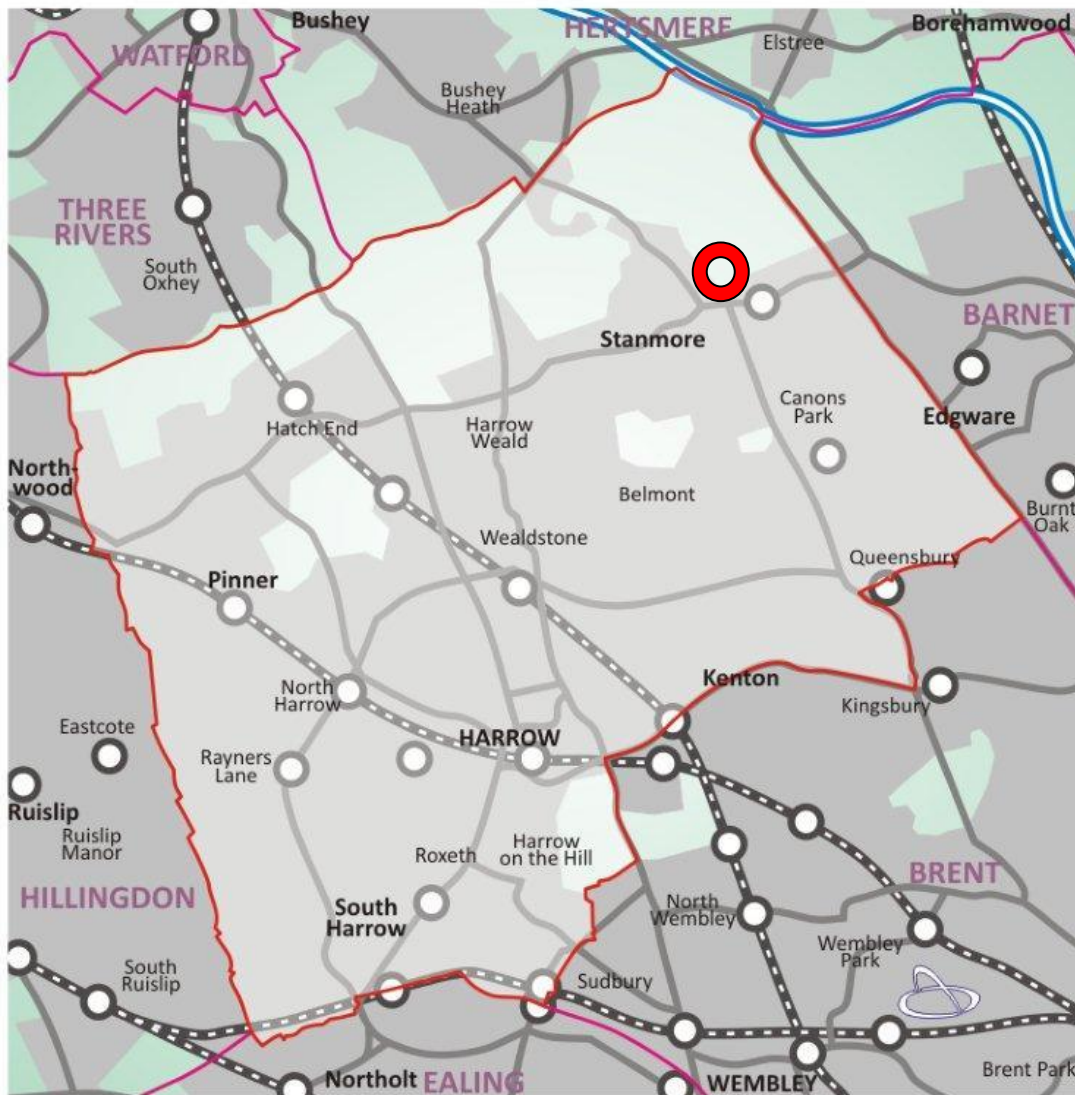 Bushey
HERTSMERE
Borehamwood
WATFORD
Elstree
Bushey
Heath
THREE
RIVERS
South
Oxhey
BARNET
Stanmore
Canons
Park
Edgware
Hatch End
Harrow
Weald
North-
wood
Belmont
Burnt
Oak
Wealdstone
Queensbury
Pinner
Kenton
North
Harrow
Kingsbury
Eastcote
HARROW
Rayners
Lane
Ruislip
Ruislip
Manor
Roxeth
Harrow
on the Hill
BRENT
HILLINGDON
South
Harrow
North
Wembley
Wembley
Park
South
Ruislip
Sudbury
Brent Park
Northolt
EALING
WEMBLEY